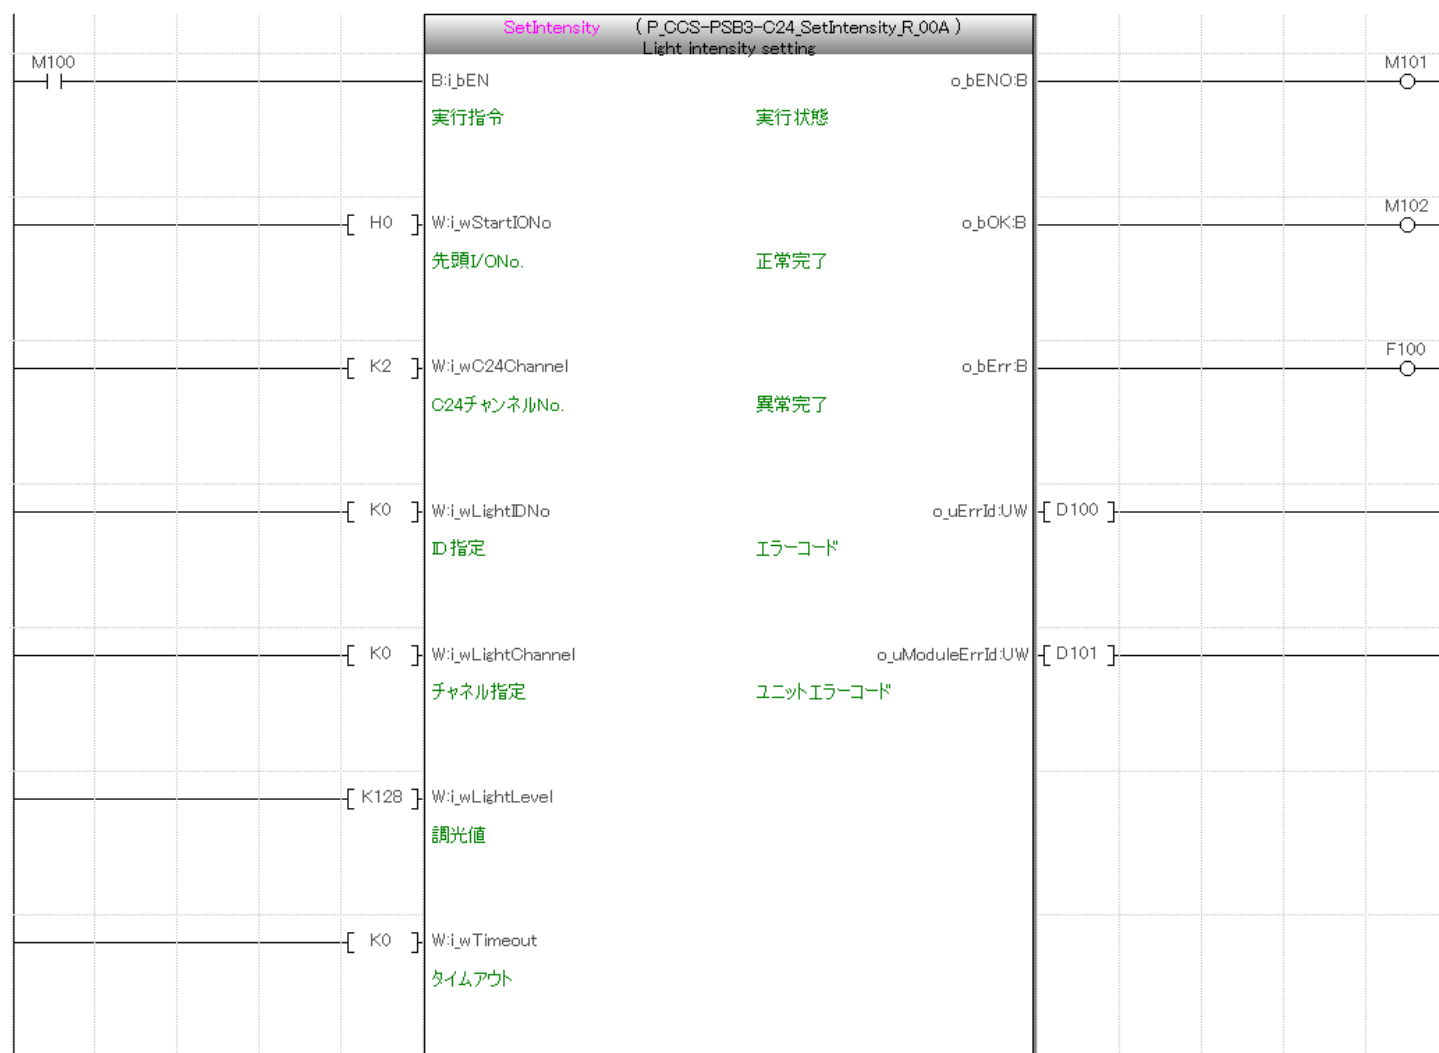 SetIntensity (P_CCS-PSB3-C24_SetIntensity_R_00A)
Light intensity setting
M100 B:i_bEN o_bENO:B M101
実行指令 実行状態
H0 W:i_wStartIONo o_bOK:B M102
先頭I/ONo. 正常完了
K2 W:i_wC24Channel o_bErr:B F100
C24チャンネルNo. 異常完了
K0 W:i_wLightIDNo o_uErrId:UW D100
ID指定 エラーコード
K0 W:i_wLightChannel o_uModuleErrId:UW D101
チャネル指定 ユニットエラーコード
K128 W:i_wLightLevel
調光値
K0 W:i_wTimeout
タイムアウト